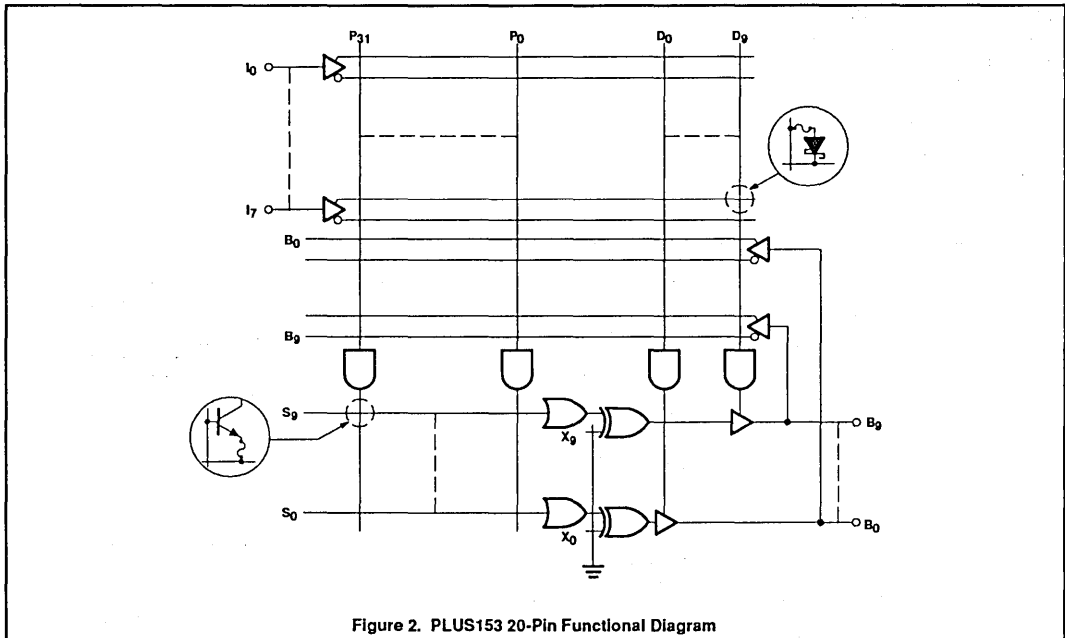 P31 P0 D0 D9
I0
I7
B0
B9
S9
X9
B9
S0
X0
B0
Figure 2. PLUS153 20-Pin Functional Diagram